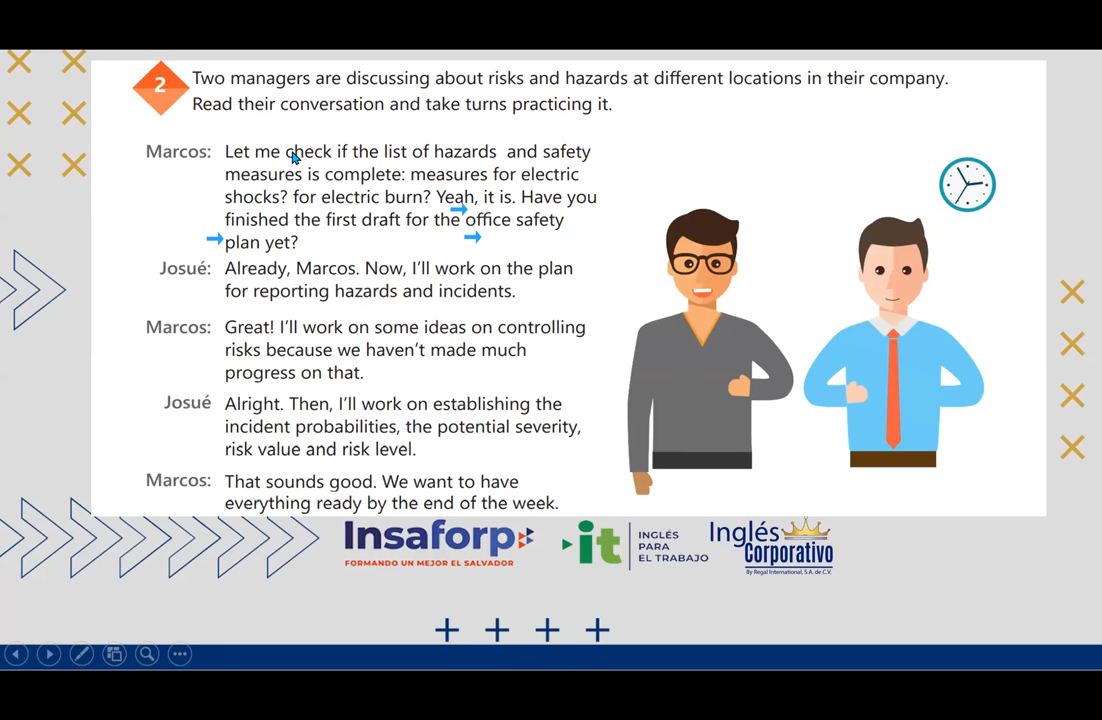 2
Two managers are discussing about risks and hazards at different locations in their company.
Read their conversation and take turns practicing it.
Marcos: Let me check if the list of hazards and safety
measures is complete: measures for electric
shocks? for electric burn? Yeah, it is. Have you
finished the first draft for the office safety
plan yet?
Josué: Already, Marcos. Now, I'll work on the plan
for reporting hazards and incidents.
Marcos: Great! I'll work on some ideas on controlling
risks because we haven't made much
progress on that.
Josué Alright. Then, I'll work on establishing the
incident probabilities, the potential severity,
risk value and risk level.
Marcos: That sounds good. We want to have
everything ready by the end of the week.
Insaforp
FORMANDO UN MEJOR EL SALVADOR
it
INGLÉS
PARA
EL TRABAJO
Inglés
Corporativo
By Regal International, S.A. de C.V.